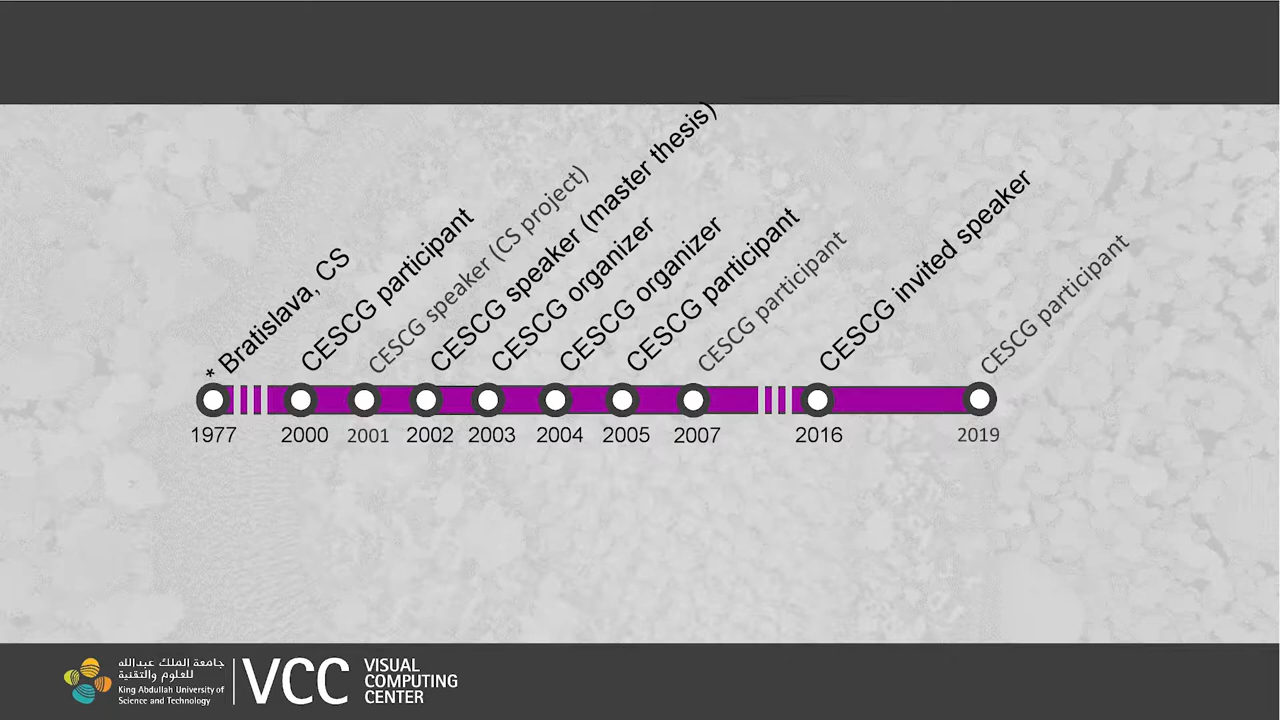 * Bratislava, CS
CESCG participant
CESCG speaker (CS project)
CESCG speaker (master thesis)
CESCG organizer
CESCG organizer
CESCG participant
CESCG participant
CESCG invited speaker
CESCG participant
1977 2000 2001 2002 2003 2004 2005 2007 2016 2019
جامعة الملك عبدالله
للعلوم والتقنية
King Abdullah University of
Science and Technology
VCC
VISUAL
COMPUTING
CENTER